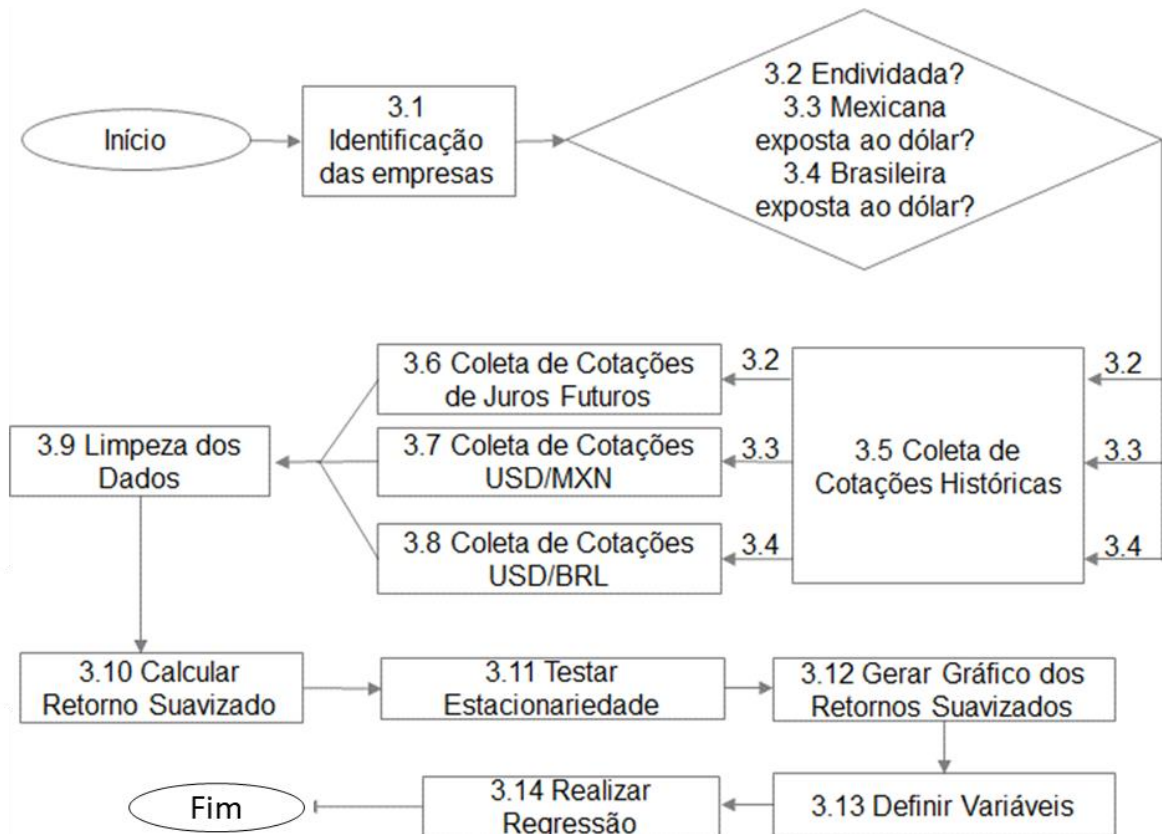 Início
3.1
Identificação
das empresas
3.2 Endividada?
3.3 Mexicana
exposta ao dólar?
3.4 Brasileira
exposta ao dólar?
3.6 Coleta de Cotações
de Juros Futuros
3.2
3.2
3.9 Limpeza dos
Dados
3.7 Coleta de Cotações
USD/MXN
3.3
3.5 Coleta de
Cotações Históricas
3.3
3.8 Coleta de Cotações
USD/BRL
3.4
3.4
3.10 Calcular
Retorno Suavizado
3.11 Testar
Estacionariedade
3.12 Gerar Gráfico dos
Retornos Suavizados
Fim
3.14 Realizar
Regressão
3.13 Definir Variáveis